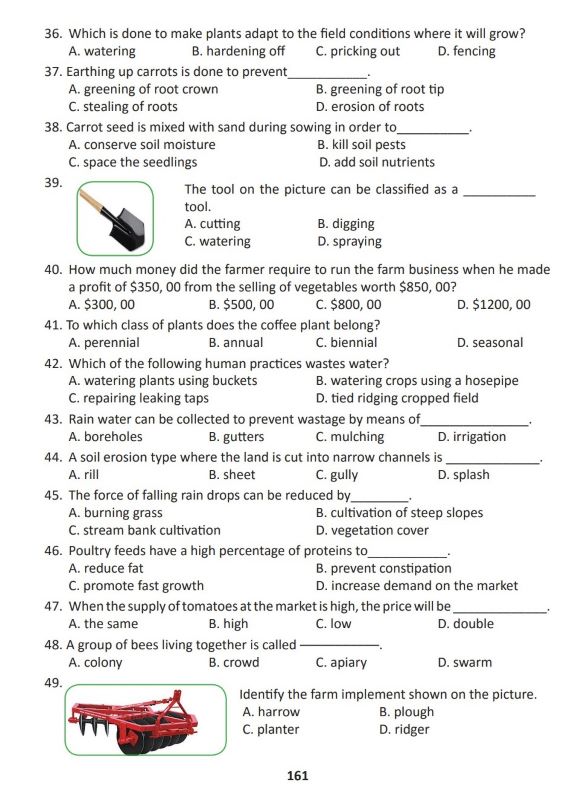 36. Which is done to make plants adapt to the field conditions where it will grow?
A. watering B. hardening off C. pricking out D. fencing
37. Earthing up carrots is done to prevent___________.
A. greening of root crown B. greening of root tip
C. stealing of roots D. erosion of roots
38. Carrot seed is mixed with sand during sowing in order to__________.
A. conserve soil moisture B. kill soil pests
C. space the seedlings D. add soil nutrients
39. The tool on the picture can be classified as a __________
tool.
A. cutting B. digging
C. watering D. spraying
40. How much money did the farmer require to run the farm business when he made
a profit of $350, 00 from the selling of vegetables worth $850, 00?
A. $300, 00 B. $500, 00 C. $800, 00 D. $1200, 00
41. To which class of plants does the coffee plant belong?
A. perennial B. annual C. biennial D. seasonal
42. Which of the following human practices wastes water?
A. watering plants using buckets B. watering crops using a hosepipe
C. repairing leaking taps D. tied ridging cropped field
43. Rain water can be collected to prevent wastage by means of_______________.
A. boreholes B. gutters C. mulching D. irrigation
44. A soil erosion type where the land is cut into narrow channels is _____________.
A. rill B. sheet C. gully D. splash
45. The force of falling rain drops can be reduced by________.
A. burning grass B. cultivation of steep slopes
C. stream bank cultivation D. vegetation cover
46. Poultry feeds have a high percentage of proteins to___________.
A. reduce fat B. prevent constipation
C. promote fast growth D. increase demand on the market
47. When the supply of tomatoes at the market is high, the price will be _____________.
A. the same B. high C. low D. double
48. A group of bees living together is called ——————.
A. colony B. crowd C. apiary D. swarm
49. Identify the farm implement shown on the picture.
A. harrow B. plough
C. planter D. ridger
161